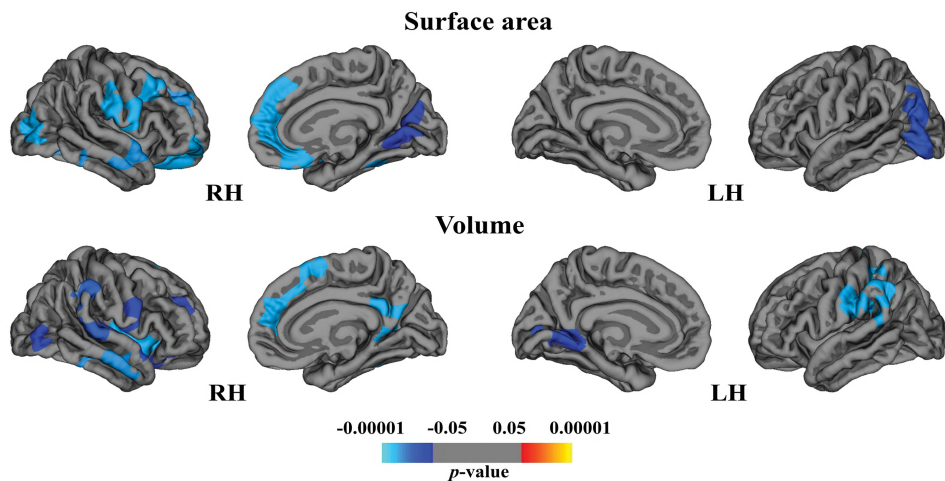 Surface area
RH
LH
Volume
RH
LH
-0.00001 -0.05 0.05 0.00001
p-value